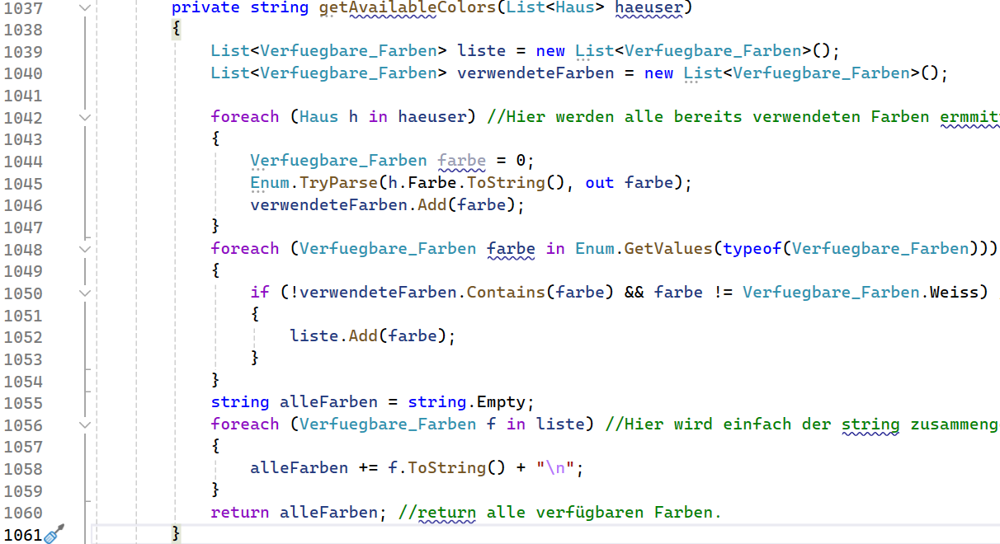 1037 private string getAvailableColors(List<Haus> haeuser)
1038 {
1039 List<Verfuegbare_Farben> liste = new List<Verfuegbare_Farben>();
1040 List<Verfuegbare_Farben> verwendeteFarben = new List<Verfuegbare_Farben>();
1041
1042 foreach (Haus h in haeuser) //Hier werden alle bereits verwendeten Farben ermmit
1043 {
1044 Verfuegbare_Farben farbe = 0;
1045 Enum.TryParse(h.Farbe.ToString(), out farbe);
1046 verwendeteFarben.Add(farbe);
1047 }
1048 foreach (Verfuegbare_Farben farbe in Enum.GetValues(typeof(Verfuegbare_Farben)))
1049 {
1050 if (!verwendeteFarben.Contains(farbe) && farbe != Verfuegbare_Farben.Weiss)
1051 {
1052 liste.Add(farbe);
1053 }
1054 }
1055 string alleFarben = string.Empty;
1056 foreach (Verfuegbare_Farben f in liste) //Hier wird einfach der string zusammeng
1057 {
1058 alleFarben += f.ToString() + "\n";
1059 }
1060 return alleFarben; //return alle verfügbaren Farben.
1061 }